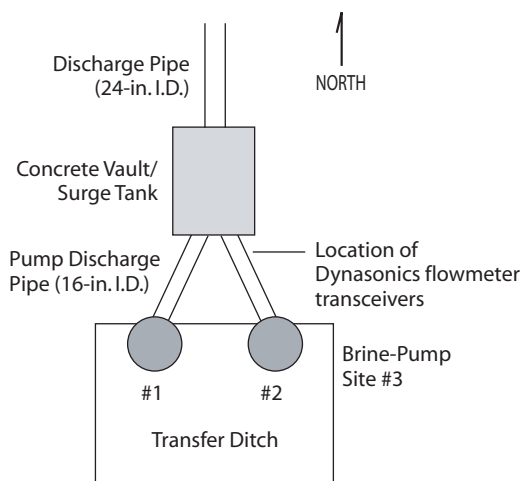 Discharge Pipe
(24-in. I.D.)
NORTH
Concrete Vault/
Surge Tank
Pump Discharge
Pipe (16-in. I.D.)
Location of
Dynasonics flowmeter
transceivers
Brine-Pump
Site #3
#1
#2
Transfer Ditch